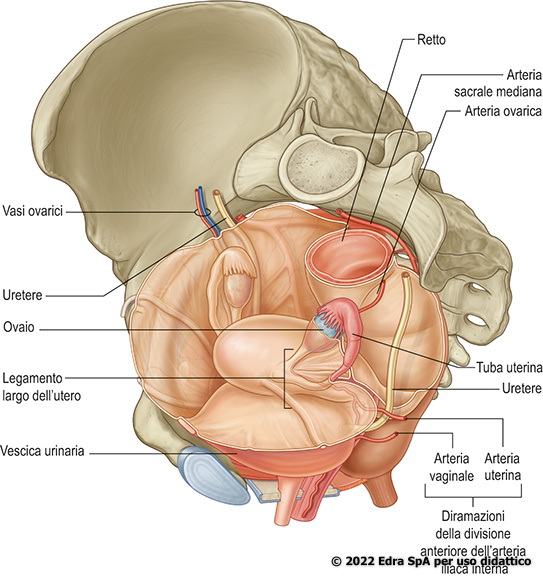 Retto
Arteria
sacrale mediana
Arteria ovarica
Vasi ovarici
Uretere
Ovaio
Legamento
largo dell'utero
Vescica urinaria
Tuba uterina
Uretere
Arteria
vaginale
Arteria
uterina
Diramazioni
della divisione
anteriore dell'arteria
iliaca interna
© 2022 Edra SpA per uso didattico